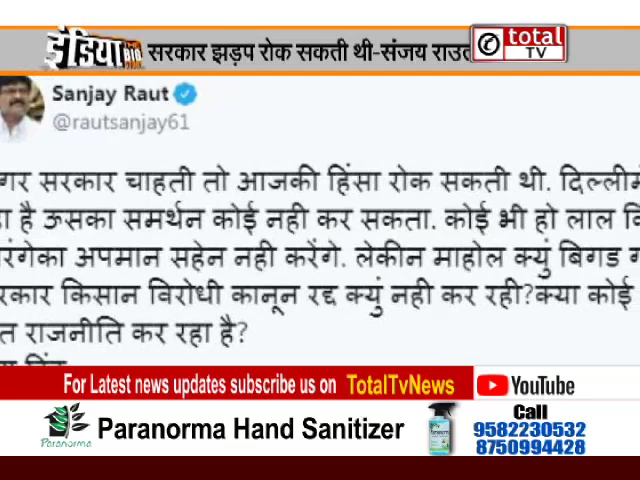 इंडिया BIG सरकार झड़प रोक सकती थी-संजय राउत total TV
Sanjay Raut
@rautsanjay61
गर सरकार चाहती तो आजकी हिंसा रोक सकती थी. दिल्लीमे
है ऊसका समर्थन कोई नही कर सकता. कोई भी हो लाल
रंगेका अपमान सहेन नही करेंगे. लेकीन माहोल क्युं बिगड
रकार किसान विरोधी कानून रद्द क्युं नही कर रही?क्या कोई
त राजनीति कर रहा है?
For Latest news updates subscribe us on TotalTvNews YouTube
Paranorma Paranorma Hand Sanitizer Call
9582230532
8750994428